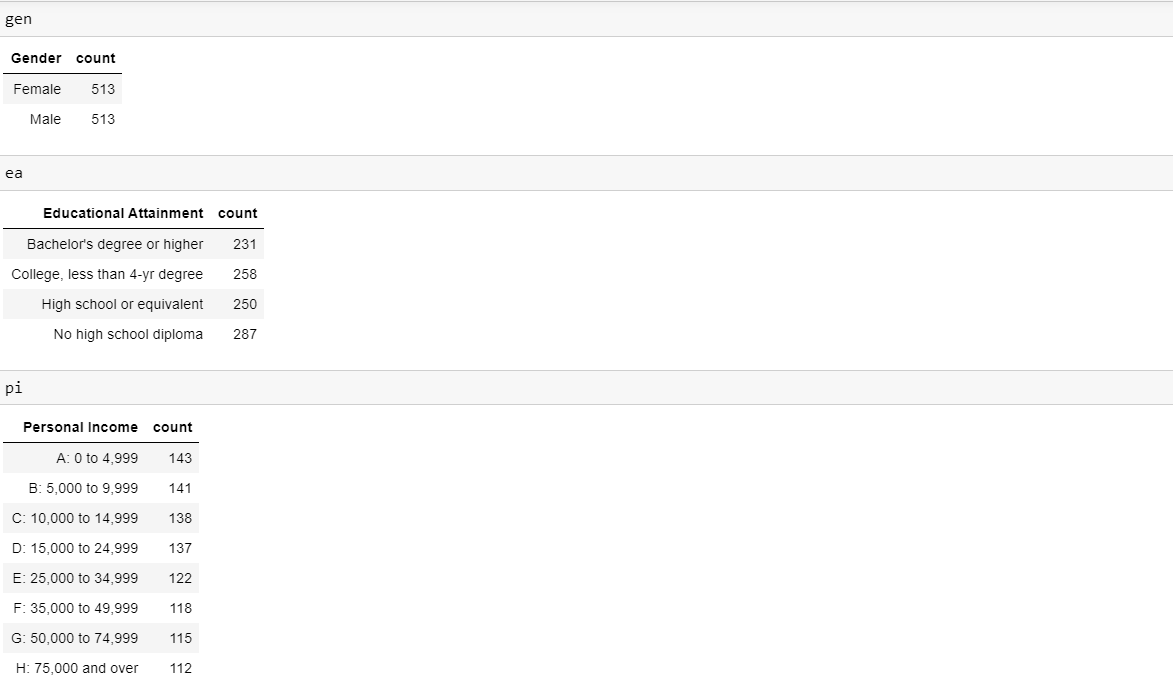 gen
Gender count
Female 513
Male 513
ea
Educational Attainment count
Bachelor's degree or higher 231
College, less than 4-yr degree 258
High school or equivalent 250
No high school diploma 287
pi
Personal Income count
A: 0 to 4,999 143
B: 5,000 to 9,999 141
C: 10,000 to 14,999 138
D: 15,000 to 24,999 137
E: 25,000 to 34,999 122
F: 35,000 to 49,999 118
G: 50,000 to 74,999 115
H: 75,000 and over 112